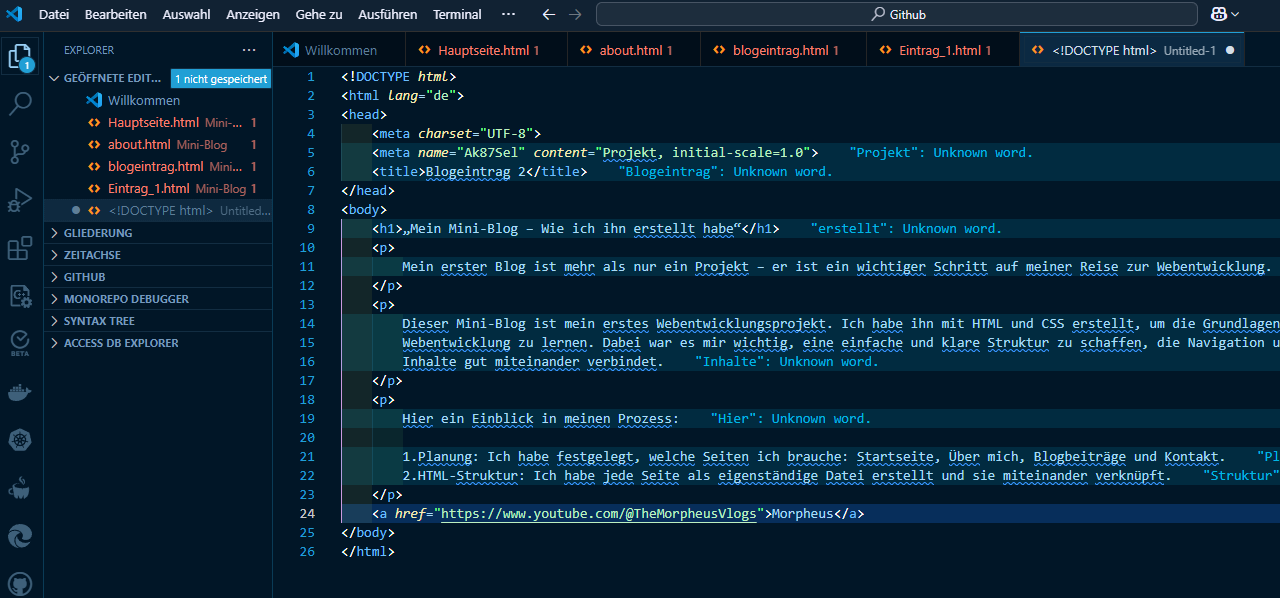 Datei Bearbeiten Auswahl Anzeigen Gehe zu Ausführen Terminal ··· Github
EXPLORER ···
Willkommen Hauptseite.html 1 about.html 1 blogeintrag.html 1 Eintrag_1.html 1 <!DOCTYPE html> Untitled-1
1
GEÖFFNETE EDIT... 1 nicht gespeichert
Willkommen
Hauptseite.html Mini-... 1
about.html Mini-Blog 1
blogeintrag.html Mini... 1
Eintrag_1.html Mini-Blog 1
<!DOCTYPE html> Untitled...
GLIEDERUNG
ZEITACHSE
GITHUB
MONOREPO DEBUGGER
SYNTAX TREE
ACCESS DB EXPLORER
BETA
1 <!DOCTYPE html>
2 <html lang="de">
3 <head>
4 <meta charset="UTF-8">
5 <meta name="Ak87Sel" content="Projekt, initial-scale=1.0"> "Projekt": Unknown word.
6 <title>Blogeintrag 2</title> "Blogeintrag": Unknown word.
7 </head>
8 <body>
9 <h1>„Mein Mini-Blog – Wie ich ihn erstellt habe“</h1> "erstellt": Unknown word.
10 <p>
11 Mein erster Blog ist mehr als nur ein Projekt – er ist ein wichtiger Schritt auf meiner Reise zur Webentwicklung.
12 </p>
13 <p>
14 Dieser Mini-Blog ist mein erstes Webentwicklungsprojekt. Ich habe ihn mit HTML und CSS erstellt, um die Grundlagen
15 Webentwicklung zu lernen. Dabei war es mir wichtig, eine einfache und klare Struktur zu schaffen, die Navigation u
16 Inhalte gut miteinander verbindet. "Inhalte": Unknown word.
17 </p>
18 <p>
19 Hier ein Einblick in meinen Prozess: "Hier": Unknown word.
20
21 1.Planung: Ich habe festgelegt, welche Seiten ich brauche: Startseite, Über mich, Blogbeiträge und Kontakt. "Pl
22 2.HTML-Struktur: Ich habe jede Seite als eigenständige Datei erstellt und sie miteinander verknüpft. "Struktur"
23 </p>
24 <a href="https://www.youtube.com/@TheMorpheusVlogs">Morpheus</a>
25 </body>
26 </html>